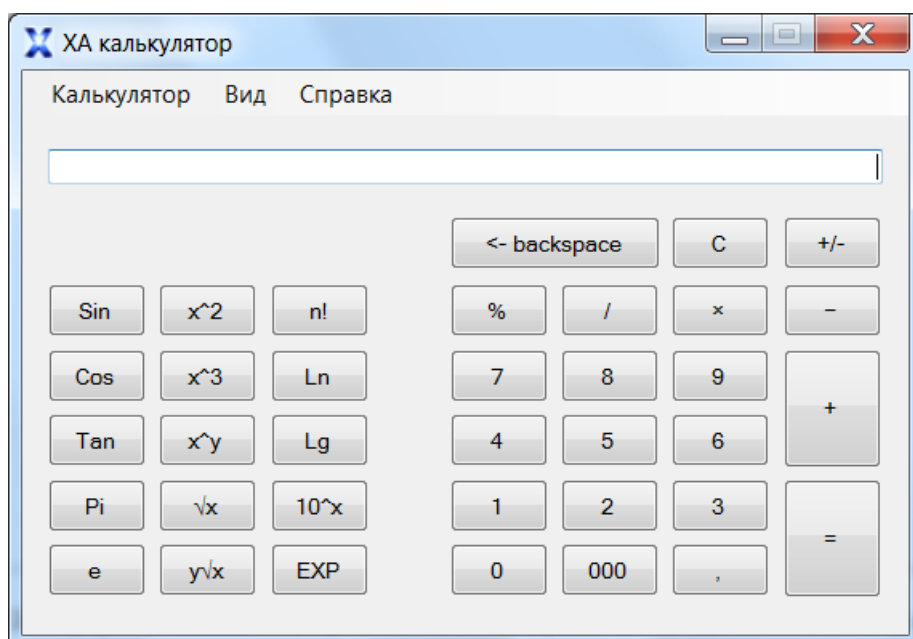 ХА калькулятор
Калькулятор Вид Справка
<- backspace C +/-
Sin x^2 n! % / × −
Cos x^3 Ln 7 8 9
+
Tan x^y Lg 4 5 6
Pi √x 10^x 1 2 3
=
e y√x EXP 0 000 ,